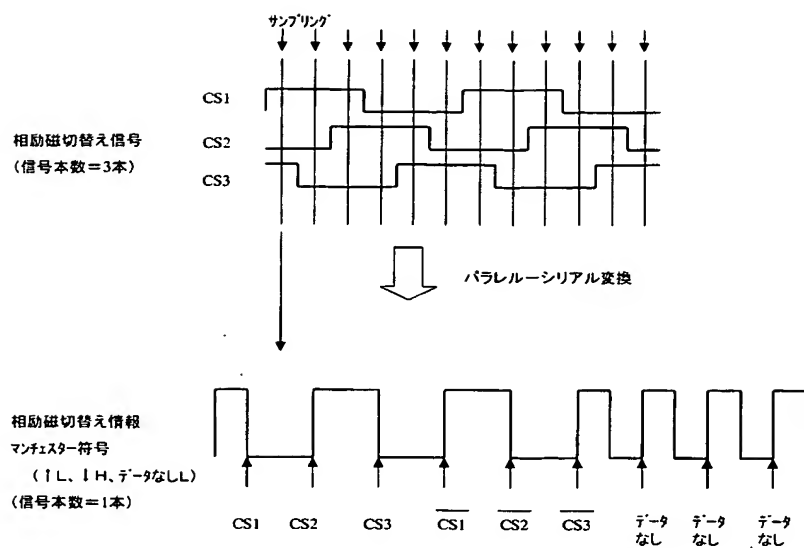 サンプリング
CS1
相励磁切替え信号
CS2
(信号本数=3本)
CS3
パラレルーシリアル変換
相励磁切替え情報
マンチェスター符号
(↑L、↓H、データなしL)
(信号本数=1本)
CS1 CS2 CS3 C̅S̅1̅ C̅S̅2̅ C̅S̅3̅ データ データ データ
なし なし なし